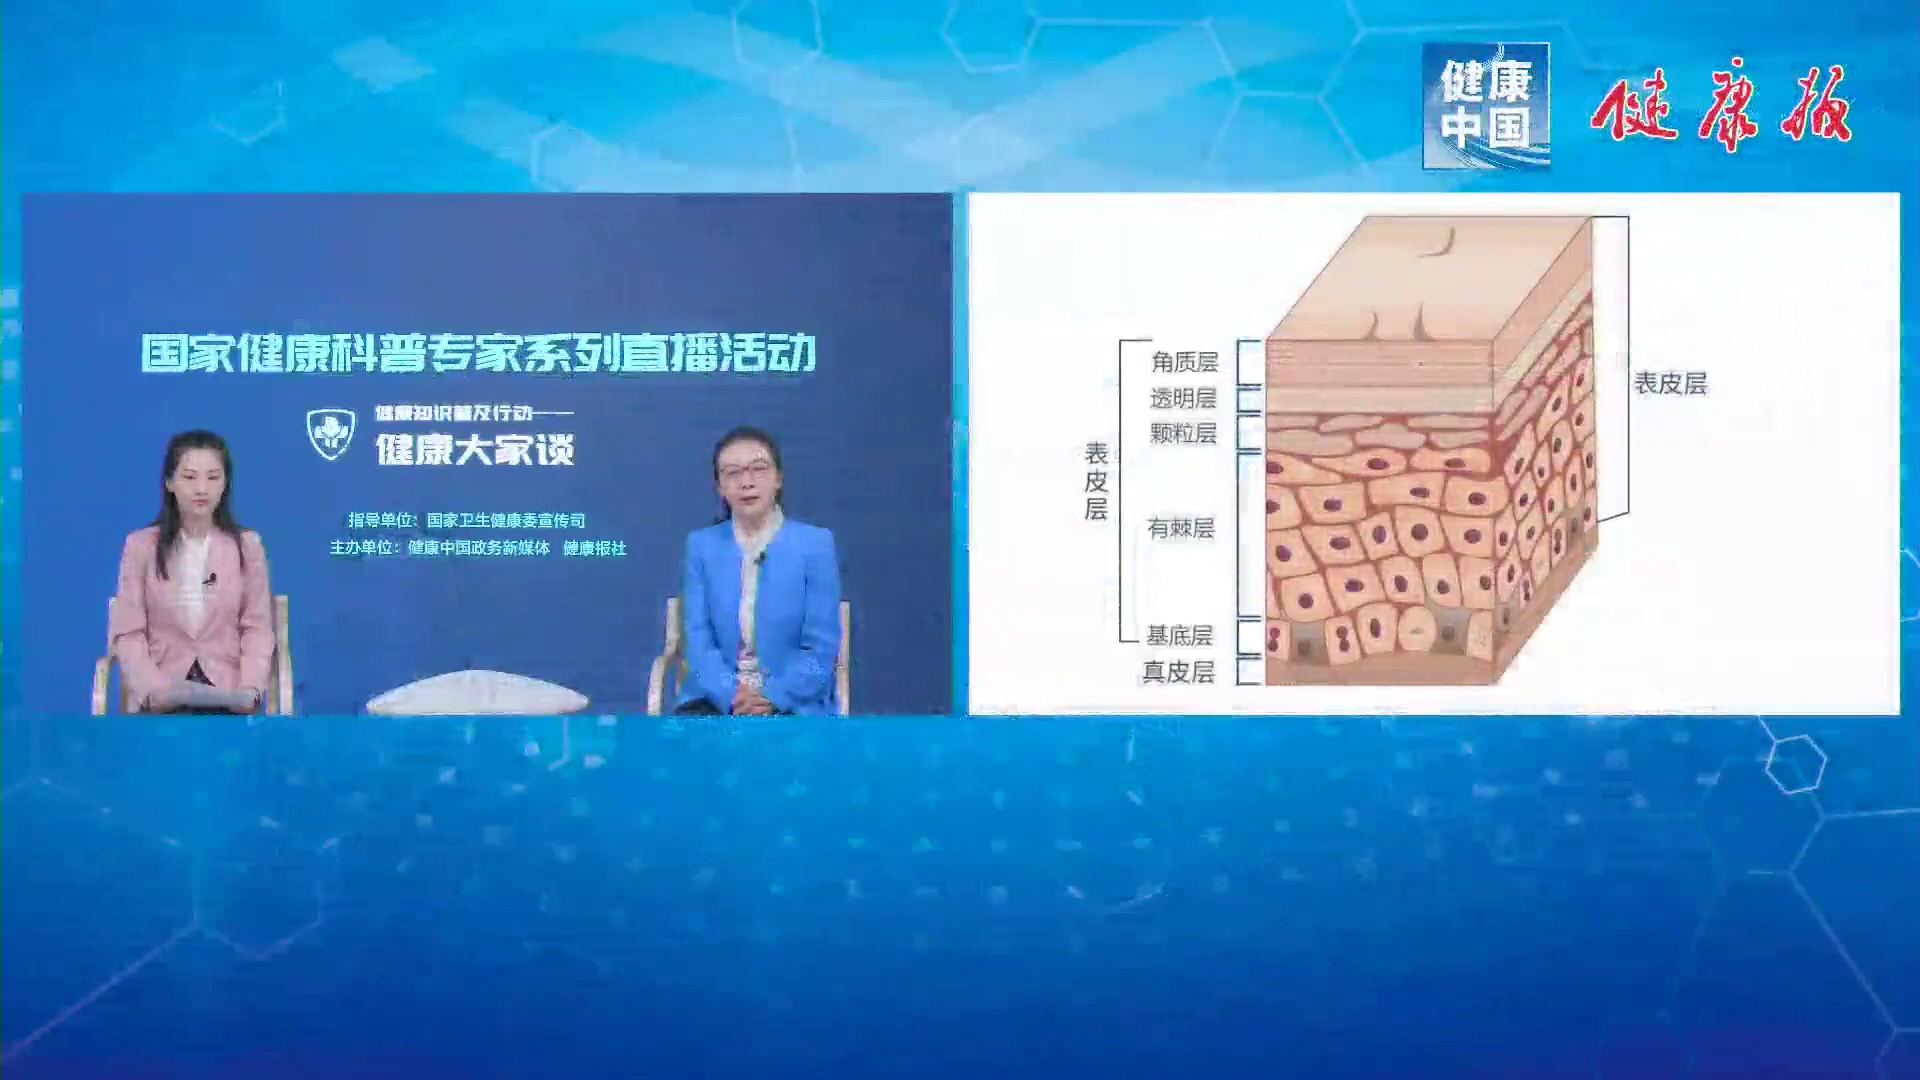 健康
中国
健康报
国家健康科普专家系列直播活动
健康知识普及行动——
健康大家谈
指导单位：国家卫生健康委宣传司
主办单位：健康中国政务新媒体 健康报社
角质层
透明层
颗粒层
有棘层
基底层
真皮层
表皮层
表皮层